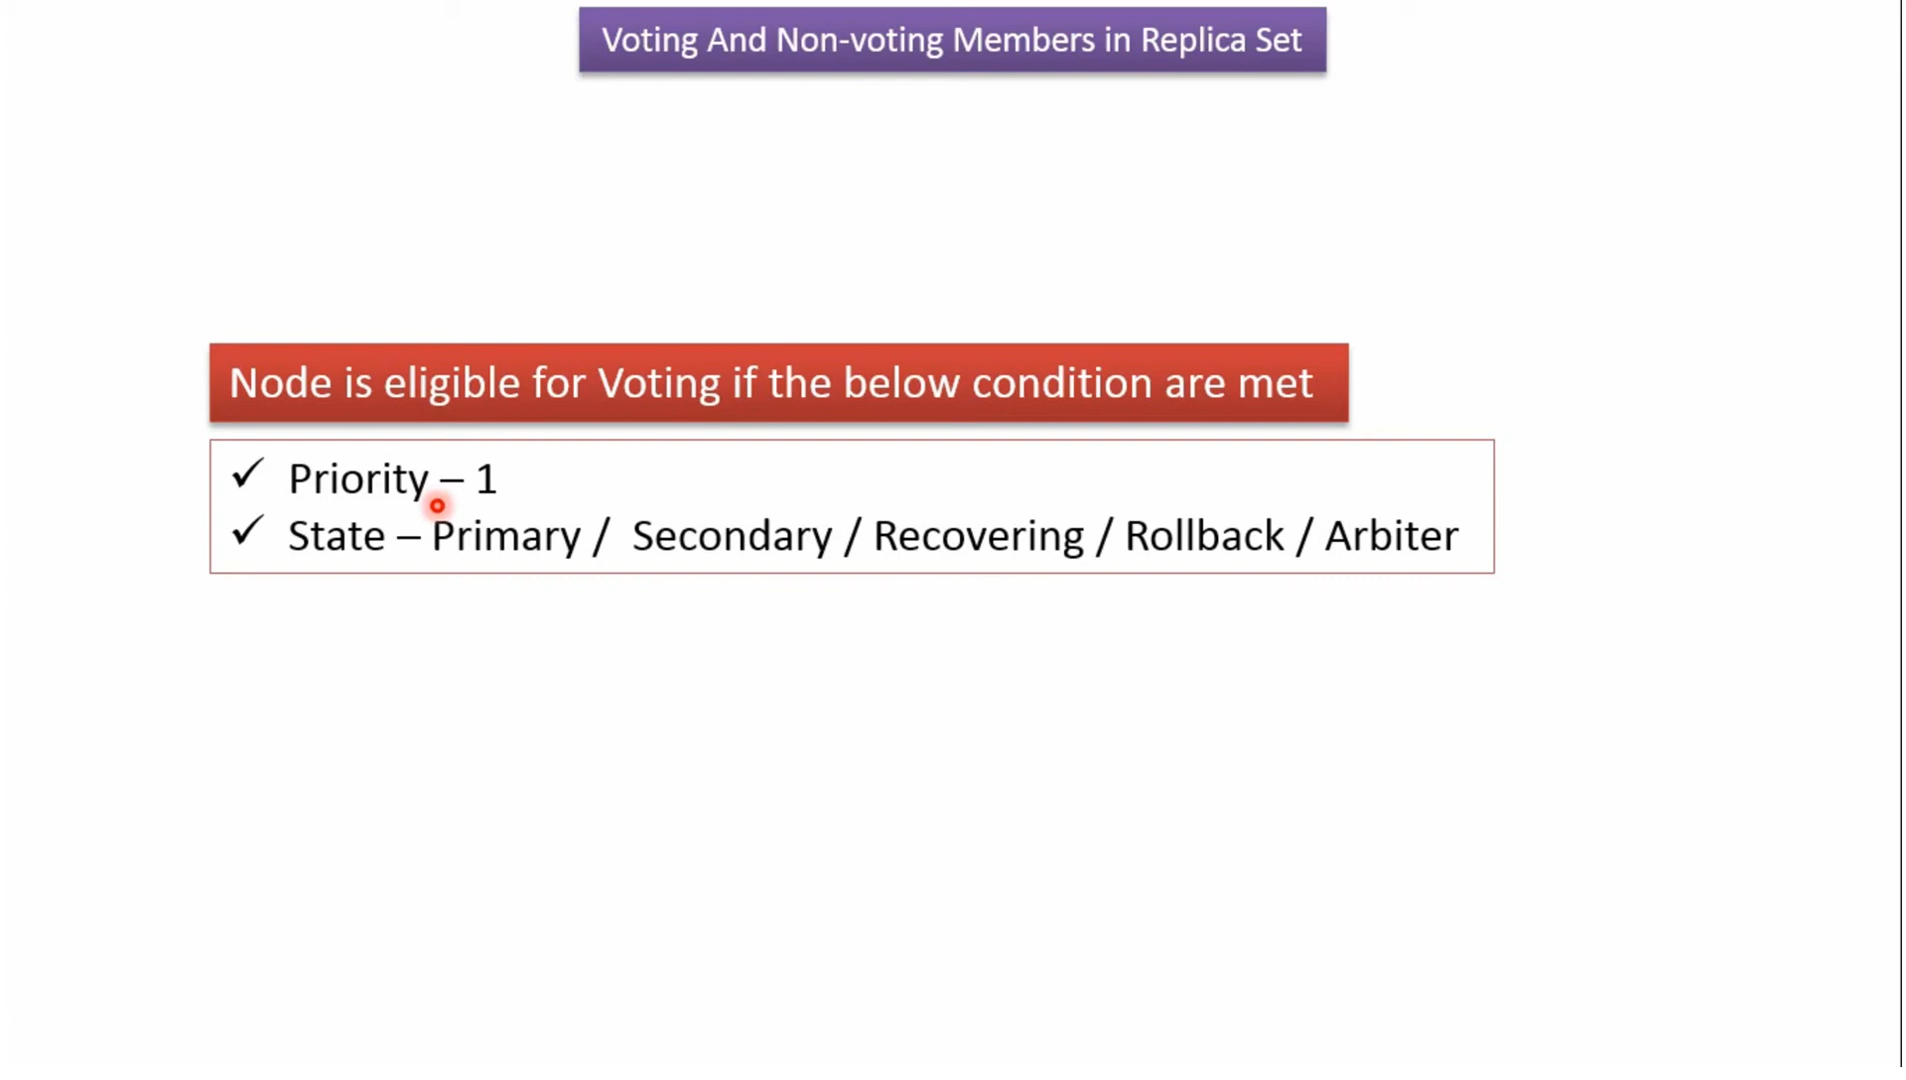 Voting And Non-voting Members in Replica Set
Node is eligible for Voting if the below condition are met
✓ Priority – 1
✓ State – Primary / Secondary / Recovering / Rollback / Arbiter